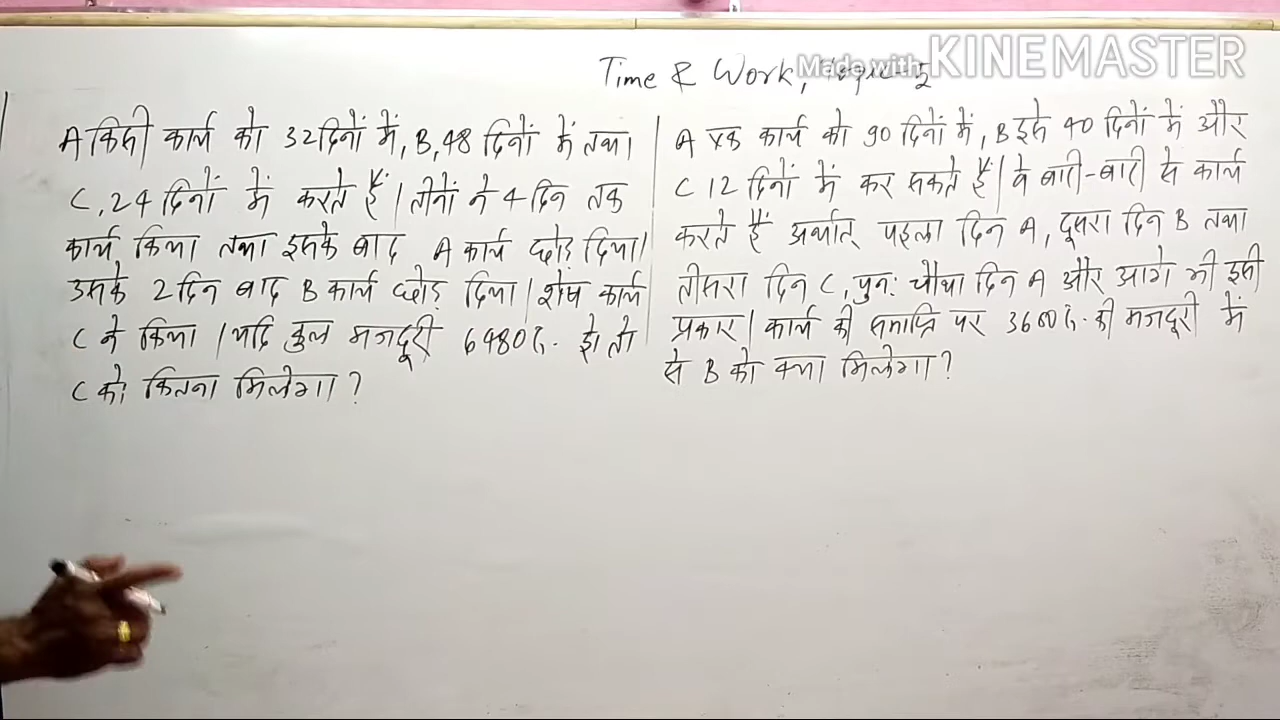 Time & Work, Topic-5
Made with KINEMASTER
A किसी कार्य को 32 दिनों में, B, 48 दिनों में तथा
C, 24 दिनों में करते हैं। तीनों ने 4 दिन तक
कार्य किया तथा इसके बाद A कार्य छोड़ दिया।
उसके 2 दिन बाद B कार्य छोड़ दिया। शेष कार्य
C ने किया। यदि कुल मजदूरी 6480रु. हो तो
C को कितना मिलेगा?
A एक कार्य को 90 दिनों में, B इसे 40 दिनों में और
C 12 दिनों में कर सकते हैं। वे बारी-बारी से कार्य
करते हैं अर्थात् पहला दिन A, दूसरा दिन B तथा
तीसरा दिन C, पुनः चौथा दिन A और आगे भी इसी
प्रकार। कार्य की समाप्ति पर 3600रु. की मजदूरी में
से B को क्या मिलेगा?